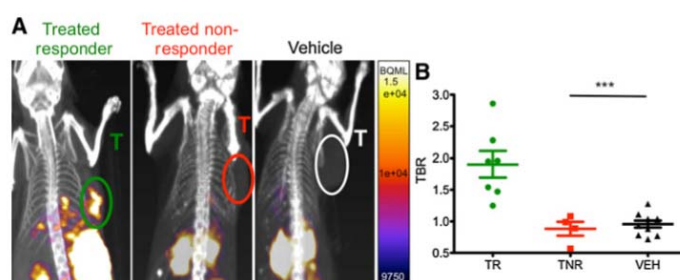 A
Treated responder
Treated non-responder
Vehicle
T
T
T
BQML
1.5
e+04
1e+04
9750
B
***
TBR
3.0
2.5
2.0
1.5
1.0
0.5
TR
TNR
VEH